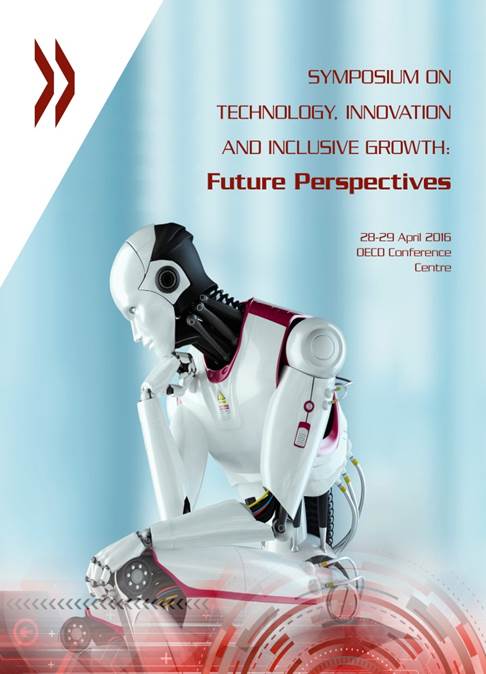 SYMPOSIUM ON
TECHNOLOGY, INNOVATION
AND INCLUSIVE GROWTH:
Future Perspectives
28-29 April 2016
OECD Conference
Centre